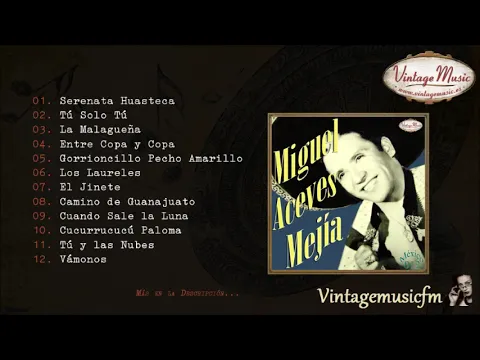 Vintage Music
www.vintagemusic.es
01. Serenata Huasteca
02. Tú Solo Tú
03. La Malagueña
04. Entre Copa y Copa
05. Gorrioncillo Pecho Amarillo
06. Los Laureles
07. El Jinete
08. Camino de Guanajuato
09. Cuando Sale la Luna
10. Cucurrucucú Paloma
11. Tú y las Nubes
12. Vámonos
Más en la Descripción...
Miguel
Aceves
Mejía
Vintagemusicfm